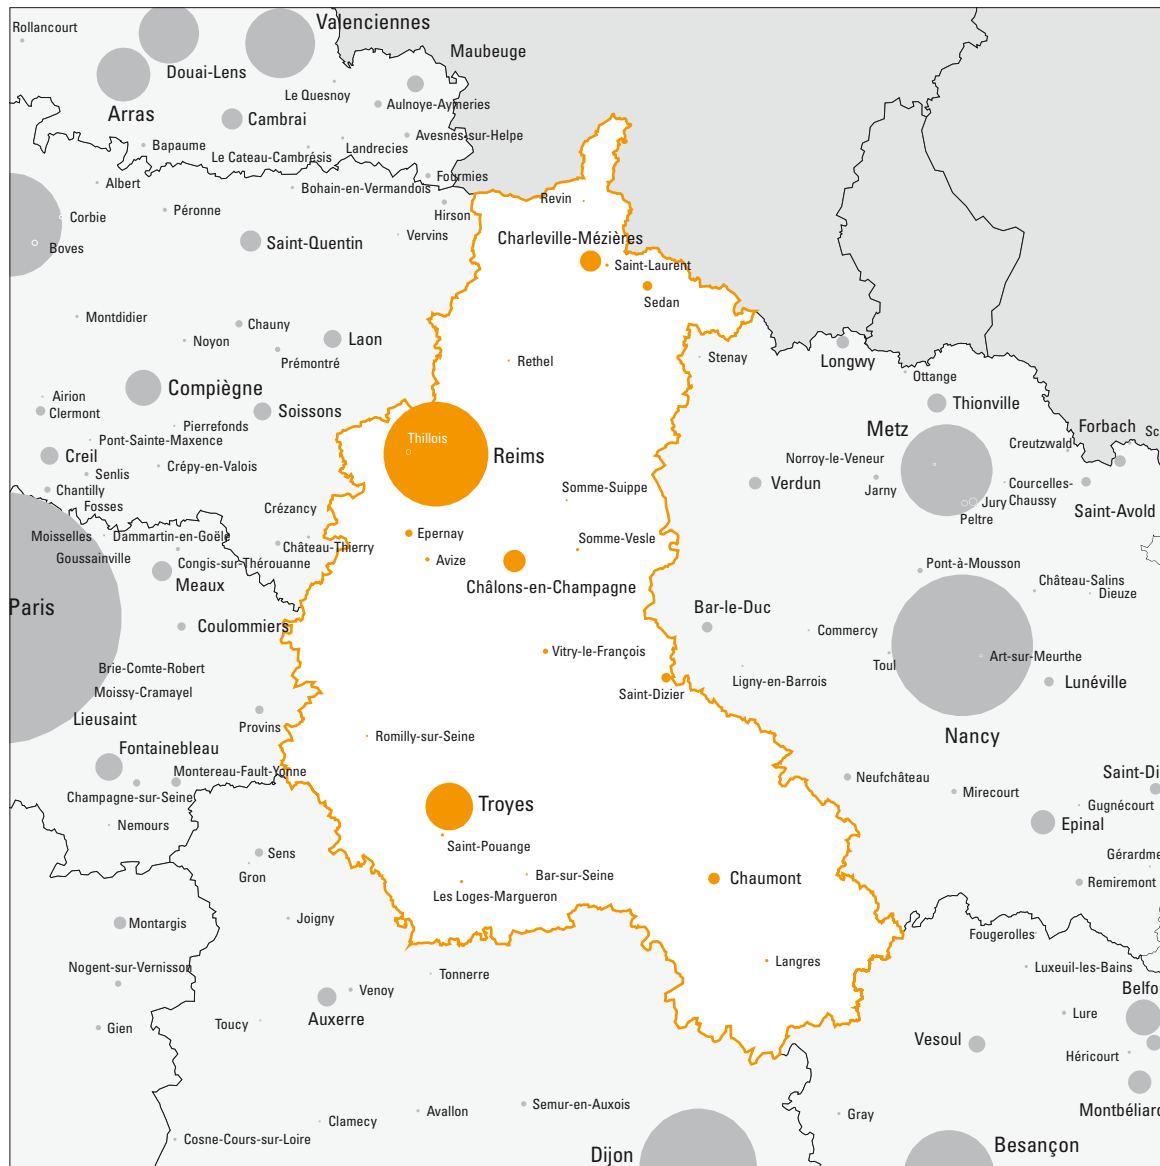 Rollancourt
Valenciennes
Maubeuge
Douai-Lens
Le Quesnoy
Aulnoye-Aymeries
Arras
Cambrai
Avesnes-sur-Helpe
Bapaume
Landrecies
Le Cateau-Cambrésis
Fourmies
Albert
Bohain-en-Vermandois
Revin
Péronne
Hirson
Corbie
Vervins
Charleville-Mézières
Saint-Quentin
Boves
Saint-Laurent
Sedan
Montdidier
Chauny
Laon
Noyon
Prémontré
Stenay
Longwy
Rethel
Ottange
Compiègne
Airion
Clermont
Soissons
Thionville
Pierrefonds
Metz
Forbach
Sc
Thillois
Pont-Sainte-Maxence
Creutzwald
Creil
Reims
Norroy-le-Veneur
Crépy-en-Valois
Senlis
Verdun
Jarny
Courcelles-
Chaussy
Chantilly
Somme-Suippe
Jury
Saint-Avold
Fosses
Crézancy
Peltre
Moisselles
Dammartin-en-Goële
Epernay
Somme-Vesle
Château-Thierry
Goussainville
Congis-sur-Thérouanne
Avize
Pont-à-Mousson
Meaux
Châlons-en-Champagne
Château-Salins
Dieuze
Paris
Bar-le-Duc
Coulommiers
Commercy
Vitry-le-François
Toul
Art-sur-Meurthe
Brie-Comte-Robert
Ligny-en-Barrois
Lunéville
Moissy-Cramayel
Saint-Dizier
Lieusaint
Provins
Romilly-sur-Seine
Nancy
Fontainebleau
Montereau-Fault-Yonne
Neufchâteau
Saint-Di
Champagne-sur-Seine
Mirecourt
Troyes
Gugnécourt
Nemours
Epinal
Saint-Pouange
Sens
Gérardme
Gron
Bar-sur-Seine
Chaumont
Remiremont
Les Loges-Margueron
Montargis
Joigny
Fougerolles
Nogent-sur-Vernisson
Tonnerre
Langres
Luxeuil-les-Bains
Venoy
Belfo
Gien
Toucy
Auxerre
Lure
Vesoul
Héricourt
Avallon
Semur-en-Auxois
Montbéliard
Clamecy
Gray
Cosne-Cours-sur-Loire
Dijon
Besançon